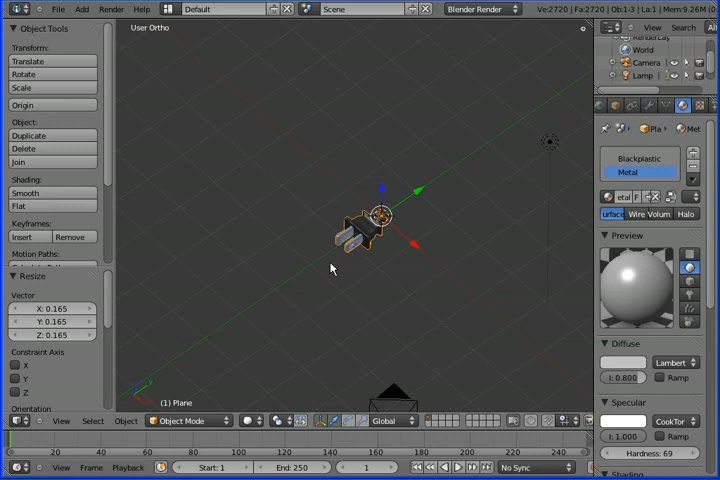 File Add Render Help Default Scene Blender Render Ve:2720 | Fa:2720 | Ob:1-3 | La:1 | Mem:9.26M
Object Tools
Transform:
Translate
Rotate
Scale
Origin
Object:
Duplicate
Delete
Join
Shading:
Smooth
Flat
Keyframes:
Insert Remove
Motion Paths:
Resize
Vector
X: 0.165
Y: 0.165
Z: 0.165
Constraint Axis
X
Y
Z
Orientation
User Ortho
(1) Plane
View Select Object Object Mode Global
20 40 60 80 100 120 140 160 180 200 220 240
View Frame Playback Start: 1 End: 250 1 No Sync
View Search All
World
Camera
Lamp
Pla Met
Blackplastic
Metal
etal F
urface Wire Volum Halo
Preview
Diffuse
Lambert
I: 0.800 Ramp
Specular
CookTor
I: 1.000 Ramp
Hardness: 69
Shading